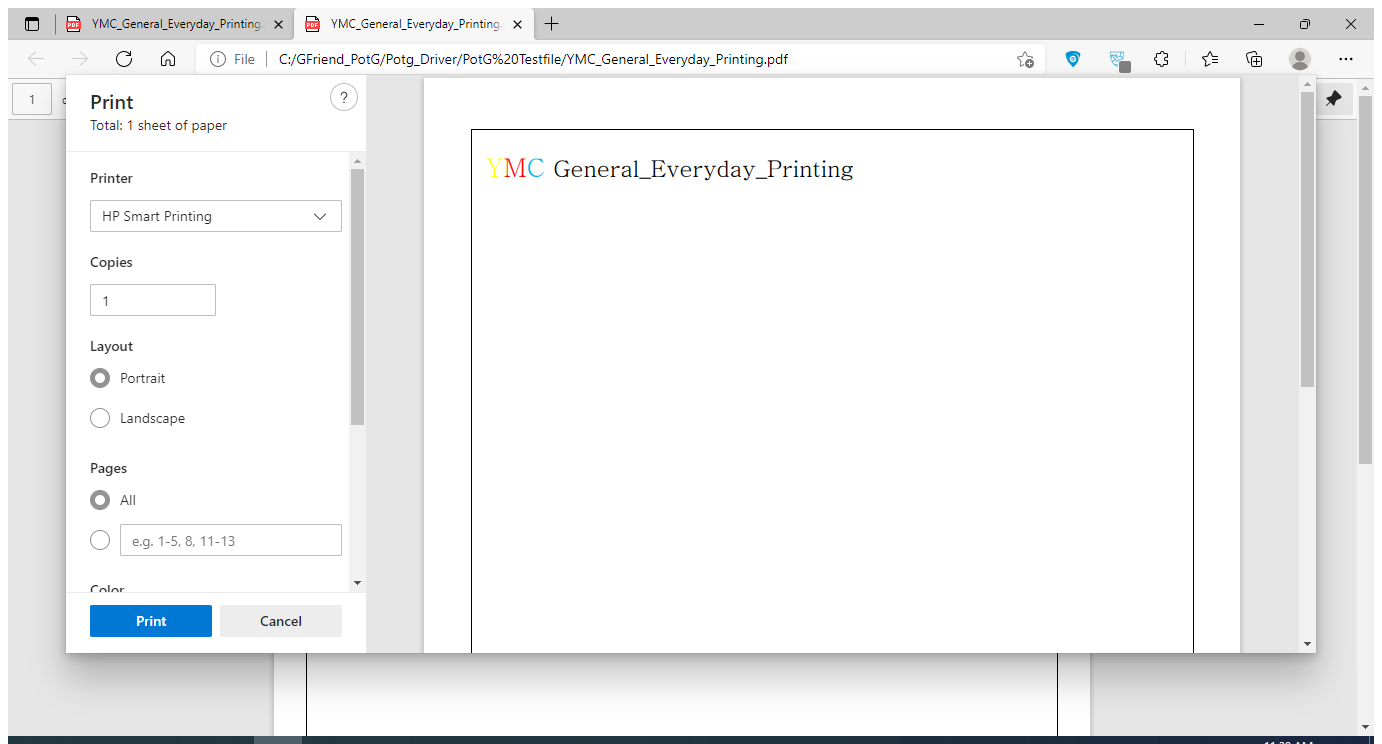 YMC_General_Everyday_Printing.
YMC_General_Everyday_Printing.
File
C:/GFriend_PotG/Potg_Driver/PotG%20Testfile/YMC_General_Everyday_Printing.pdf
1
Print
?
Total: 1 sheet of paper
Printer
HP Smart Printing
Copies
1
Layout
Portrait
Landscape
Pages
All
e.g. 1-5, 8, 11-13
Color
Print
Cancel
YMC General_Everyday_Printing